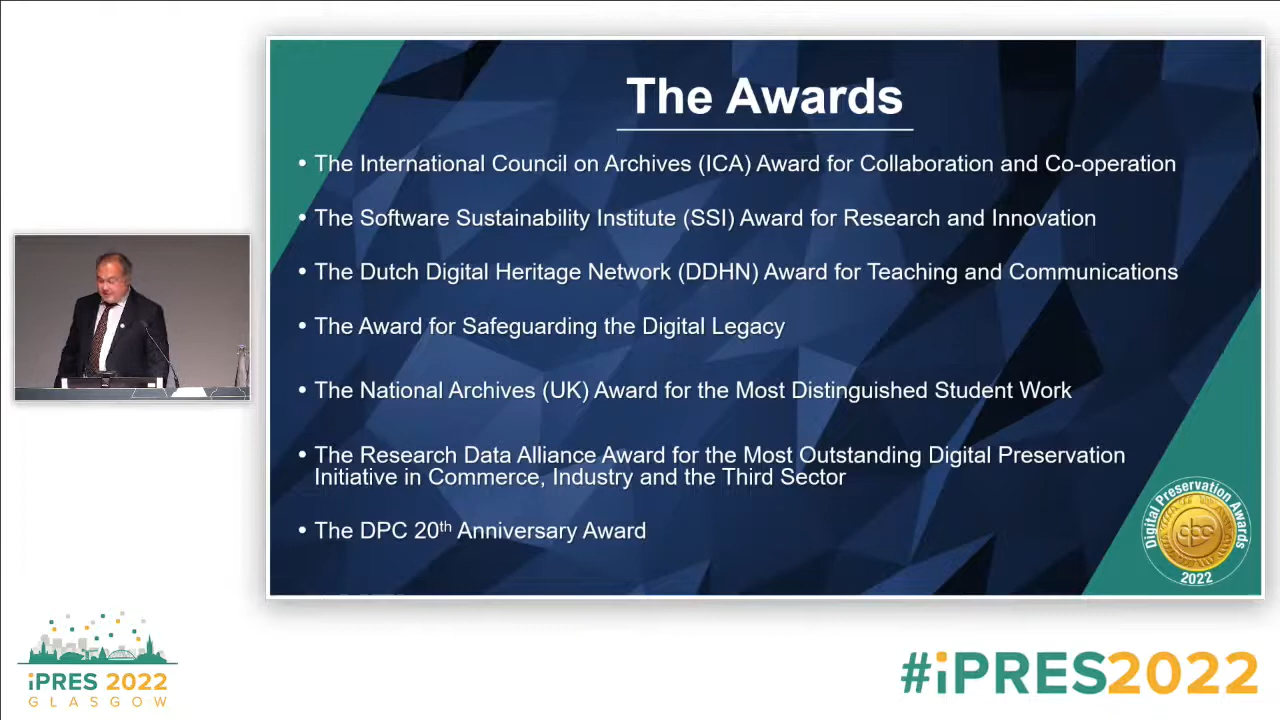 The Awards
• The International Council on Archives (ICA) Award for Collaboration and Co-operation
• The Software Sustainability Institute (SSI) Award for Research and Innovation
• The Dutch Digital Heritage Network (DDHN) Award for Teaching and Communications
• The Award for Safeguarding the Digital Legacy
• The National Archives (UK) Award for the Most Distinguished Student Work
• The Research Data Alliance Award for the Most Outstanding Digital Preservation
Initiative in Commerce, Industry and the Third Sector
• The DPC 20th Anniversary Award
Digital Preservation Awards
dpc
2022
iPRES 2022
GLASGOW
#iPRES2022